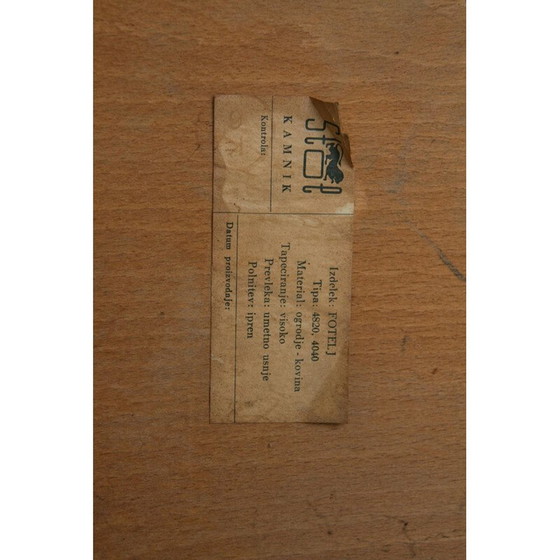 stol
KAMNIK
Kontrola:
Izdelek: FOTELJ
Tipa: 4820, 4040
Material: ogrodje - kovina
Tapeciranje: visoko
Prevleka: umetno usnje
Polnitev: ipren
Datum proizvodnje: